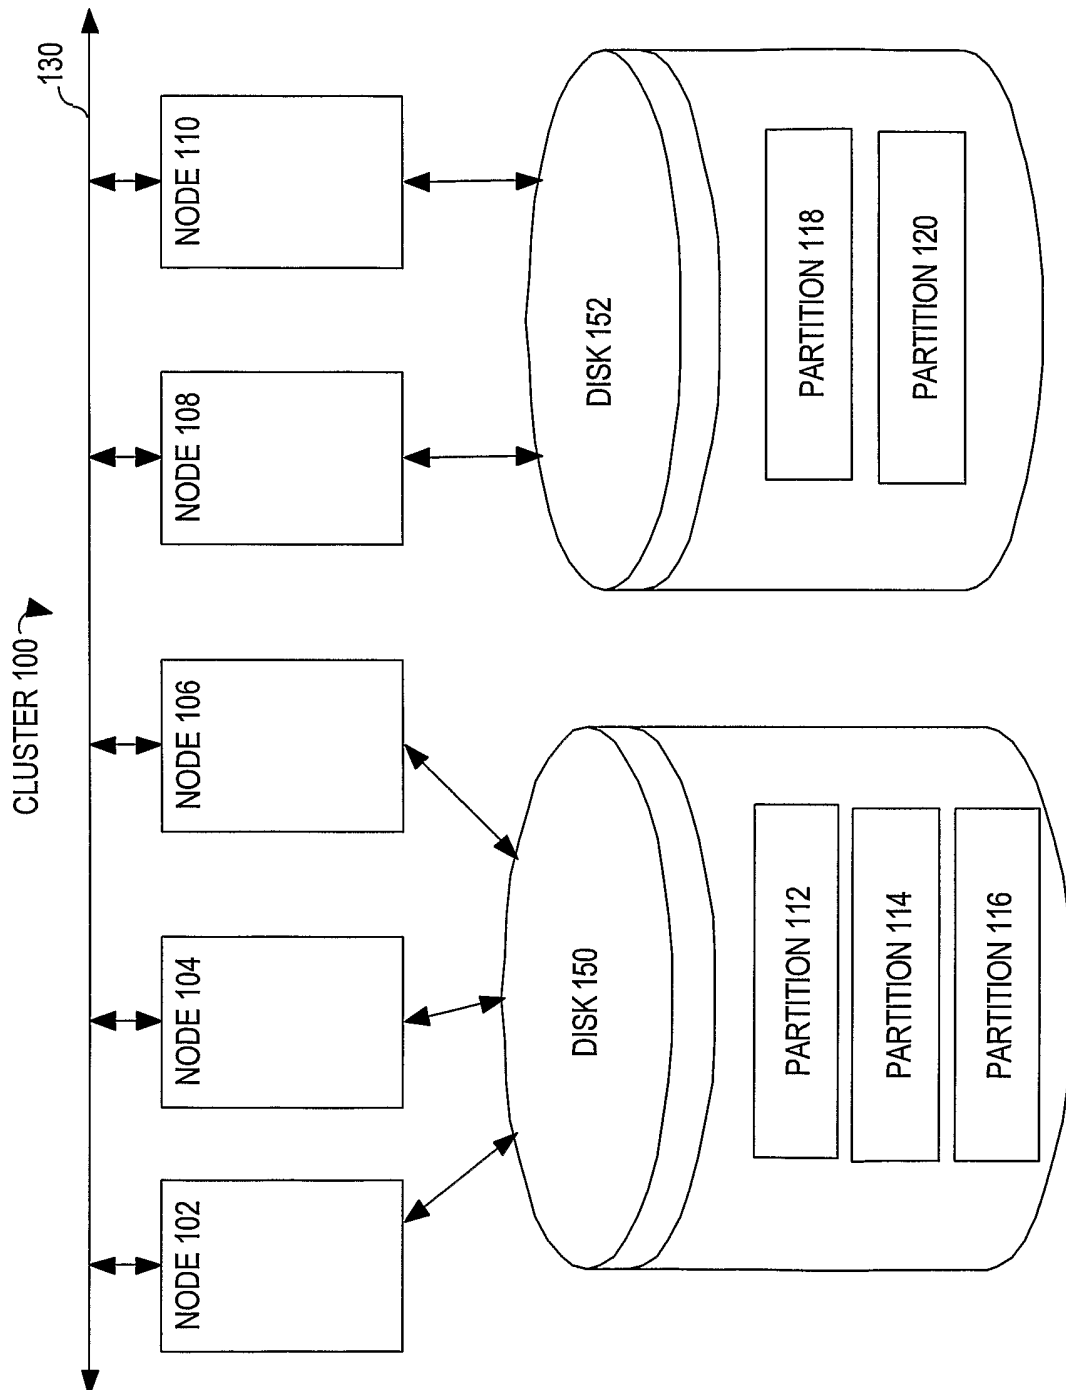 CLUSTER 100
130
NODE 102
NODE 104
NODE 106
NODE 108
NODE 110
DISK 150
DISK 152
PARTITION 112
PARTITION 114
PARTITION 116
PARTITION 118
PARTITION 120